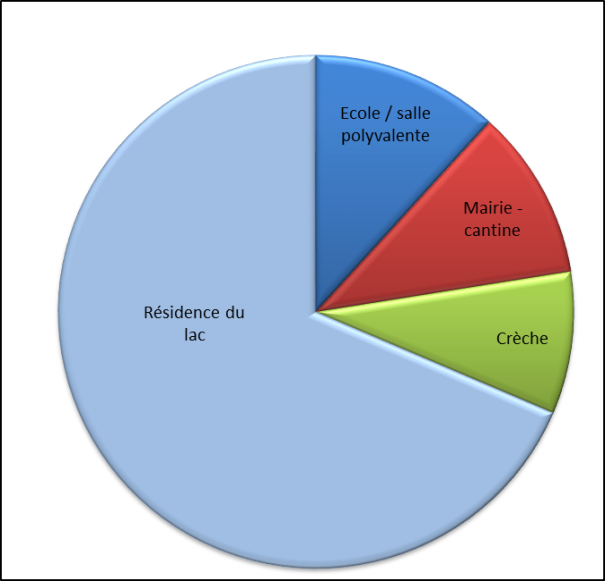 Ecole / salle
polyvalente
Mairie -
cantine
Crèche
Résidence du
lac